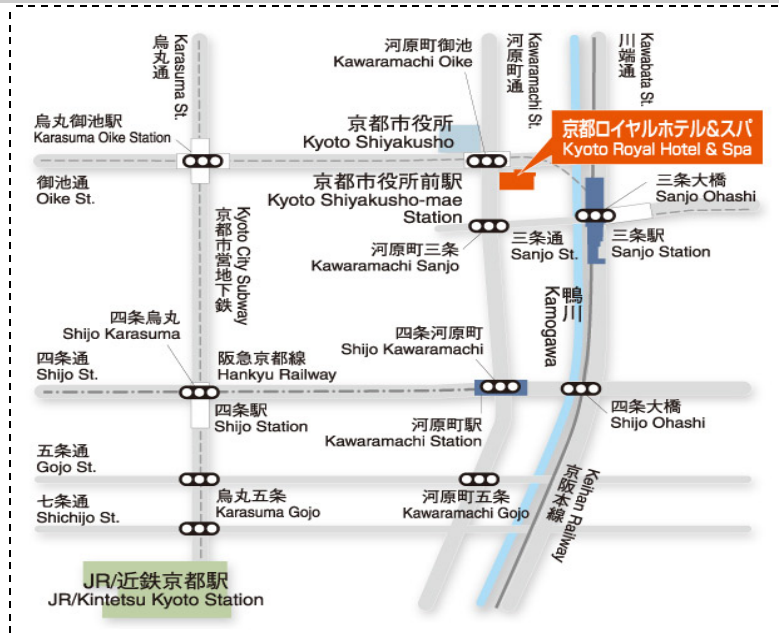 烏丸通
Karasuma St.
河原町御池
Kawaramachi Oike
河原町通
Kawaramachi St.
川端通
Kawabata St.
烏丸御池駅
Karasuma Oike Station
京都市役所
Kyoto Shiyakusho
京都ロイヤルホテル&スパ
Kyoto Royal Hotel & Spa
御池通
Oike St.
京都市役所前駅
Kyoto Shiyakusho-mae
Station
三条大橋
Sanjo Ohashi
京都市営地下鉄
Kyoto City Subway
河原町三条
Kawaramachi Sanjo
三条通
Sanjo St.
三条駅
Sanjo Station
鴨川
Kamogawa
四条烏丸
Shijo Karasuma
四条河原町
Shijo Kawaramachi
四条通
Shijo St.
阪急京都線
Hankyu Railway
四条駅
Shijo Station
河原町駅
Kawaramachi Station
四条大橋
Shijo Ohashi
五条通
Gojo St.
七条通
Shichijo St.
烏丸五条
Karasuma Gojo
河原町五条
Kawaramachi Gojo
京阪本線
Keihan Railway
JR/近鉄京都駅
JR/Kintetsu Kyoto Station